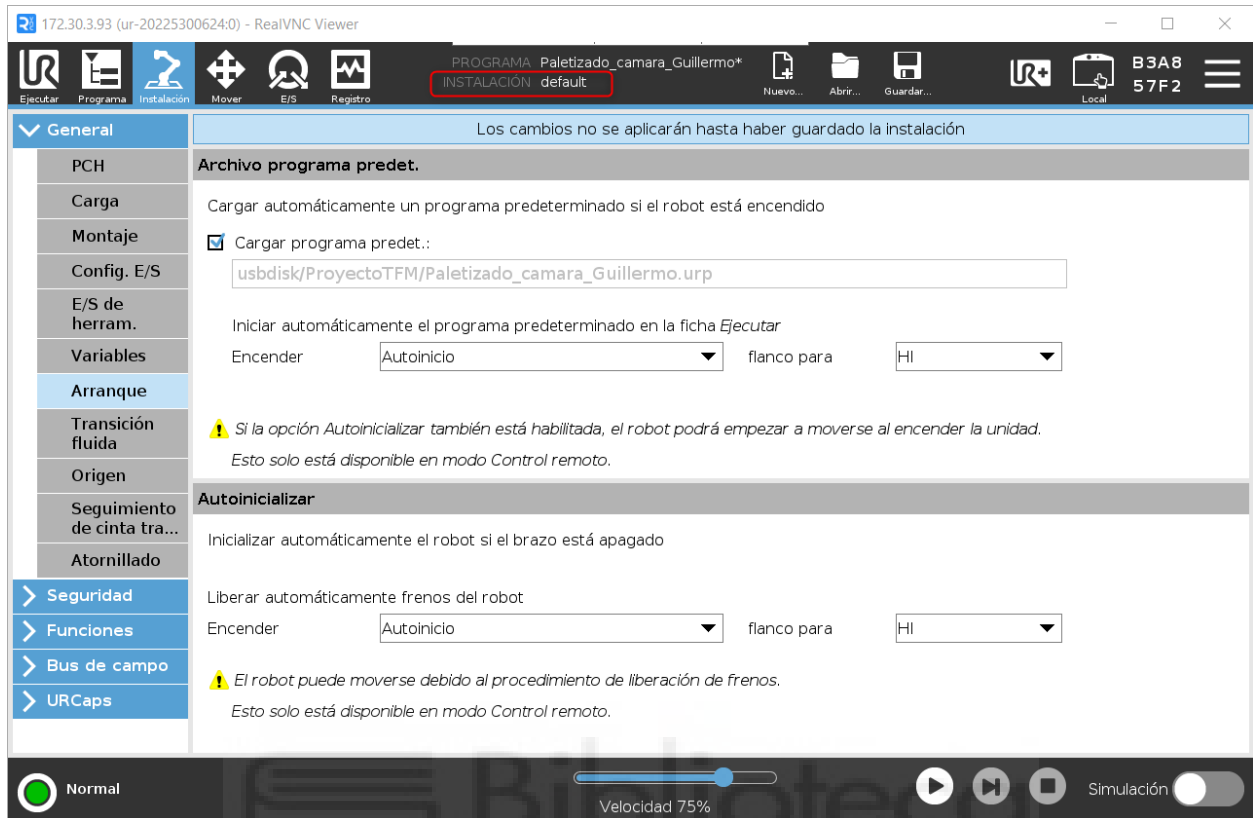 172.30.3.93 (ur-20225300624:0) - RealVNC Viewer
Ejecutar
Programa
Instalación
Mover
E/S
Registro
PROGRAMA Paletizado_camara_Guillermo*
INSTALACIÓN default
Nuevo...
Abrir...
Guardar...
UR+
Local
B3A8
57F2
General
PCH
Carga
Montaje
Config. E/S
E/S de
herram.
Variables
Arranque
Transición
fluida
Origen
Seguimiento
de cinta tra...
Atornillado
Seguridad
Funciones
Bus de campo
URCaps
Los cambios no se aplicarán hasta haber guardado la instalación
Archivo programa predet.
Cargar automáticamente un programa predeterminado si el robot está encendido
Cargar programa predet.:
usbdisk/ProyectoTFM/Paletizado_camara_Guillermo.urp
Iniciar automáticamente el programa predeterminado en la ficha Ejecutar
Encender Autoinicio flanco para HI
Si la opción Autoinicializar también está habilitada, el robot podrá empezar a moverse al encender la unidad.
Esto solo está disponible en modo Control remoto.
Autoinicializar
Inicializar automáticamente el robot si el brazo está apagado
Liberar automáticamente frenos del robot
Encender Autoinicio flanco para HI
El robot puede moverse debido al procedimiento de liberación de frenos.
Esto solo está disponible en modo Control remoto.
Normal
Velocidad 75%
Simulación